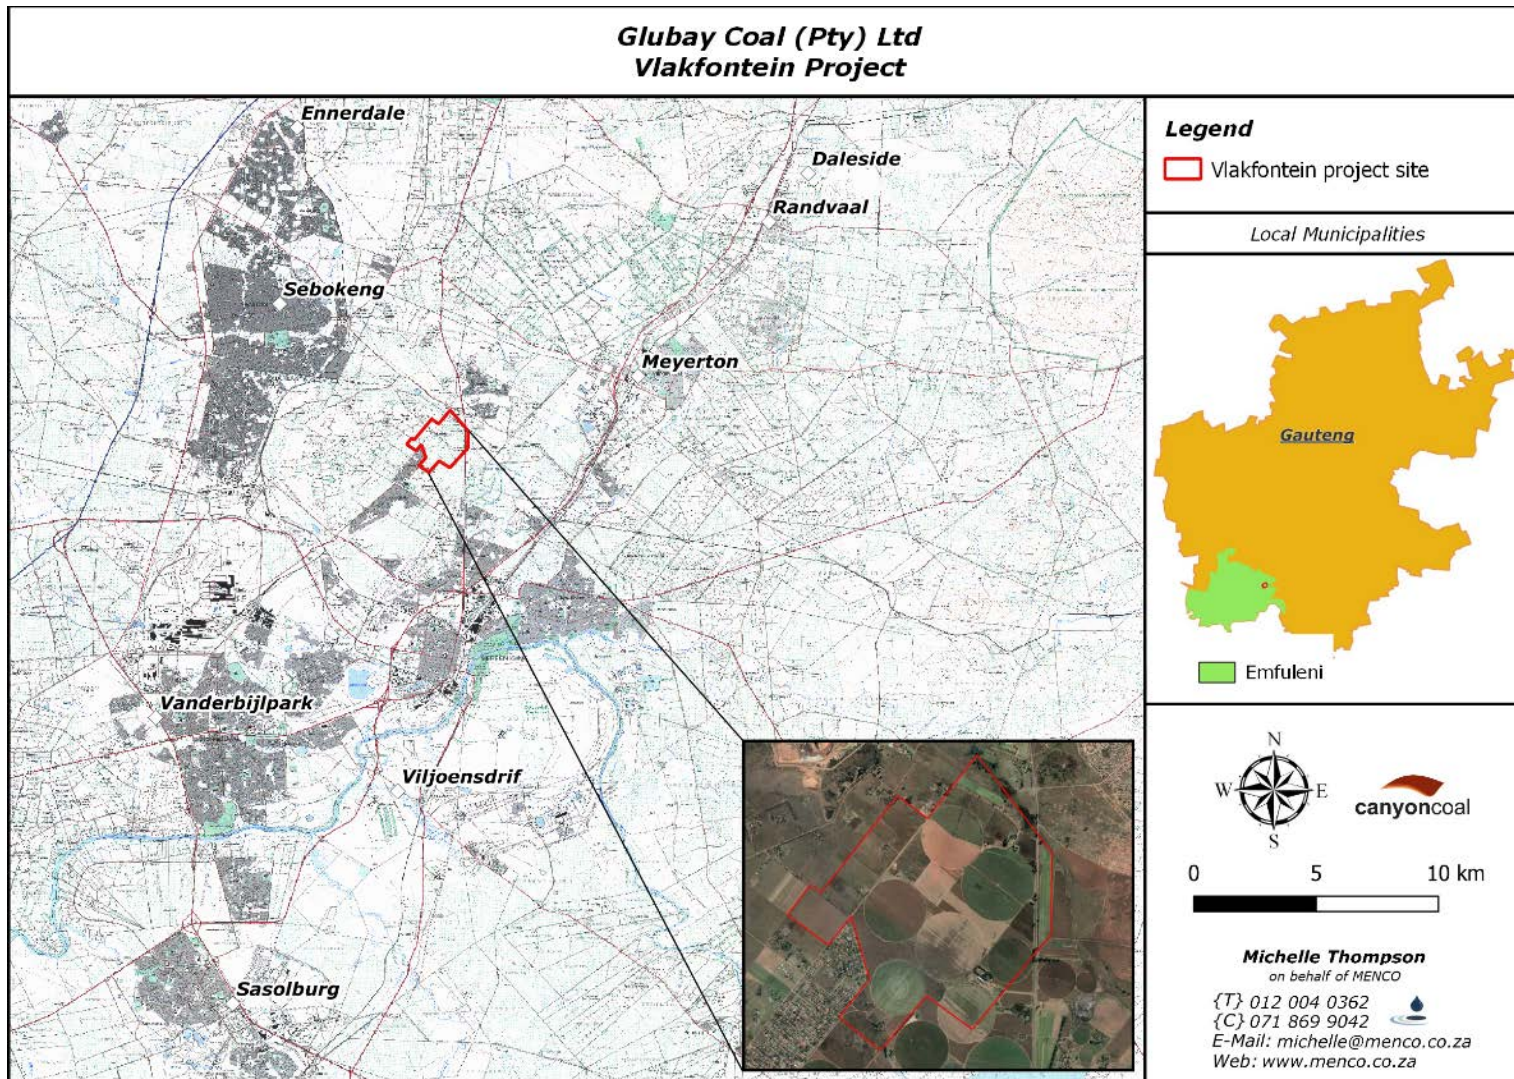 Glubay Coal (Pty) Ltd
Vlakfontein Project
Ennerdale
Daleside
Randvaal
Sebokeng
Meyerton
Vanderbijlpark
Viljoensdrif
Sasolburg
Legend
Vlakfontein project site
Local Municipalities
Gauteng
Emfuleni
N
W E
S
canyoncoal
0 5 10 km
Michelle Thompson
on behalf of MENCO
{T} 012 004 0362
{C} 071 869 9042
E-Mail: michelle@menco.co.za
Web: www.menco.co.za